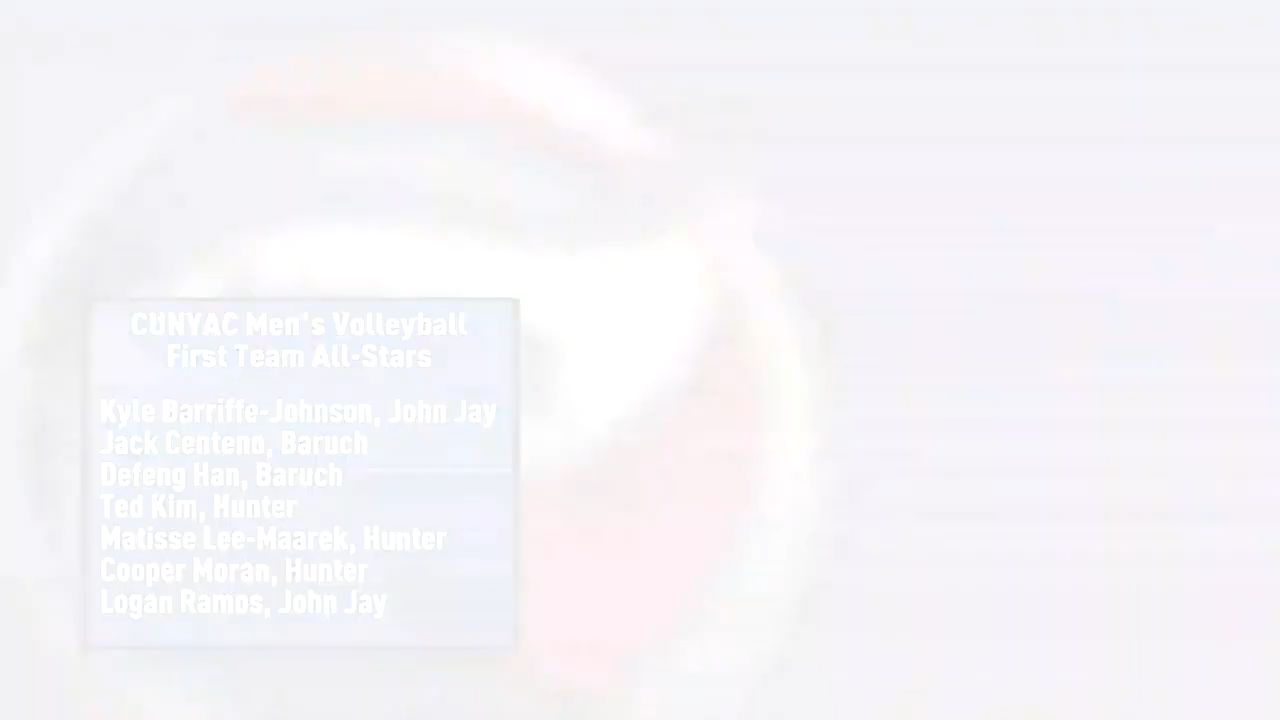 CUNYAC Men's Volleyball
First Team All-Stars
Kyle Barriffe-Johnson, John Jay
Jack Centeno, Baruch
Defeng Han, Baruch
Ted Kim, Hunter
Matisse Lee-Maarek, Hunter
Cooper Moran, Hunter
Logan Ramos, John Jay